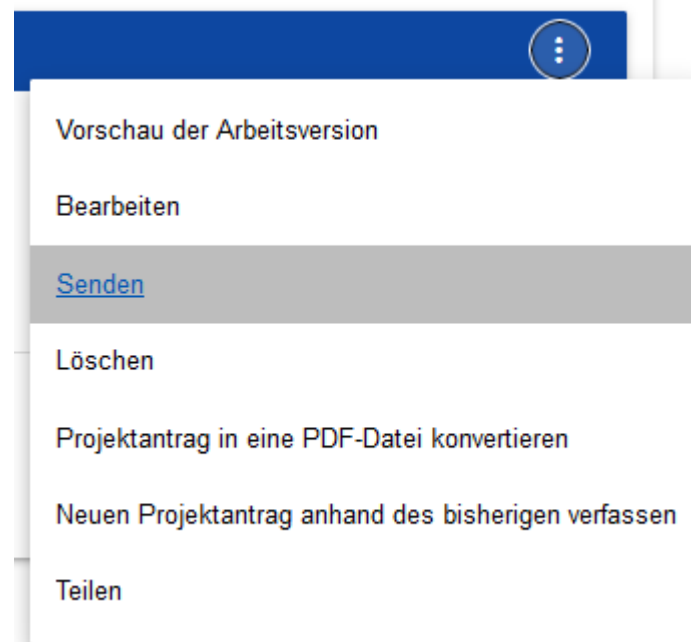 Vorschau der Arbeitsversion
Bearbeiten
Senden
Löschen
Projektantrag in eine PDF-Datei konvertieren
Neuen Projektantrag anhand des bisherigen verfassen
Teilen